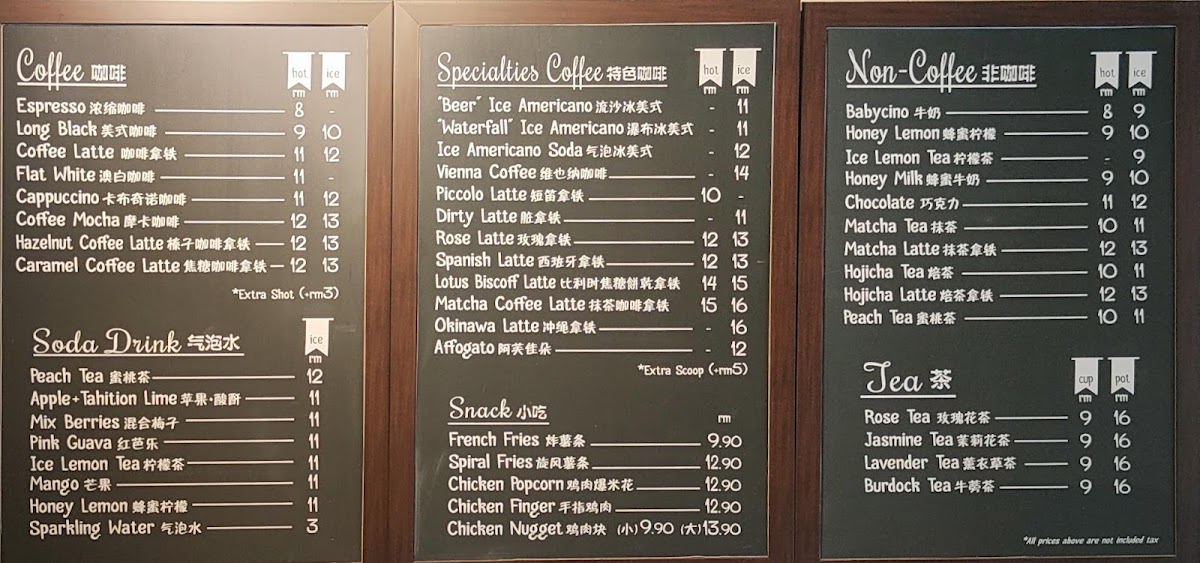 Coffee 咖啡 hot ice
rm rm
Espresso 浓缩咖啡 8 -
Long Black 美式咖啡 9 10
Coffee Latte 咖啡拿铁 11 12
Flat White 澳白咖啡 11 -
Cappuccino 卡布奇诺咖啡 11 12
Coffee Mocha 摩卡咖啡 12 13
Hazelnut Coffee Latte 榛子咖啡拿铁 12 13
Caramel Coffee Latte 焦糖咖啡拿铁 12 13
*Extra Shot (+rm3)
Soda Drink 气泡水 ice
rm
Peach Tea 蜜桃茶 12
Apple+Tahition Lime 苹果·酸酐 11
Mix Berries 混合梅子 11
Pink Guava 红芭乐 11
Ice Lemon Tea 柠檬茶 11
Mango 芒果 11
Honey Lemon 蜂蜜柠檬 11
Sparkling Water 气泡水 3
Specialties Coffee 特色咖啡 hot ice
rm rm
"Beer" Ice Americano 流沙冰美式 - 11
"Waterfall" Ice Americano 瀑布冰美式 - 11
Ice Americano Soda 气泡冰美式 - 12
Vienna Coffee 维也纳咖啡 - 14
Piccolo Latte 短笛拿铁 10 -
Dirty Latte 脏拿铁 - 11
Rose Latte 玫瑰拿铁 12 13
Spanish Latte 西班牙拿铁 12 13
Lotus Biscoff Latte 比利时焦糖餅乾拿铁 14 15
Matcha Coffee Latte 抹茶咖啡拿铁 15 16
Okinawa Latte 冲绳拿铁 - 16
Affogato 阿芙佳朵 - 12
*Extra Scoop (+rm5)
Snack 小吃 rm
French Fries 炸薯条 9.90
Spiral Fries 旋风薯条 12.90
Chicken Popcorn 鸡肉爆米花 12.90
Chicken Finger 手指鸡肉 12.90
Chicken Nugget 鸡肉块 (小) 9.90 (大) 13.90
Non-Coffee 非咖啡 hot ice
rm rm
Babycino 牛奶 8 9
Honey Lemon 蜂蜜柠檬 9 10
Ice Lemon Tea 柠檬茶 - 9
Honey Milk 蜂蜜牛奶 9 10
Chocolate 巧克力 11 12
Matcha Tea 抹茶 10 11
Matcha Latte 抹茶拿铁 12 13
Hojicha Tea 焙茶 10 11
Hojicha Latte 焙茶拿铁 12 13
Peach Tea 蜜桃茶 10 11
Tea 茶 cup pot
rm rm
Rose Tea 玫瑰花茶 9 16
Jasmine Tea 茉莉花茶 9 16
Lavender Tea 薰衣草茶 9 16
Burdock Tea 牛蒡茶 9 16
*All prices above are not included tax